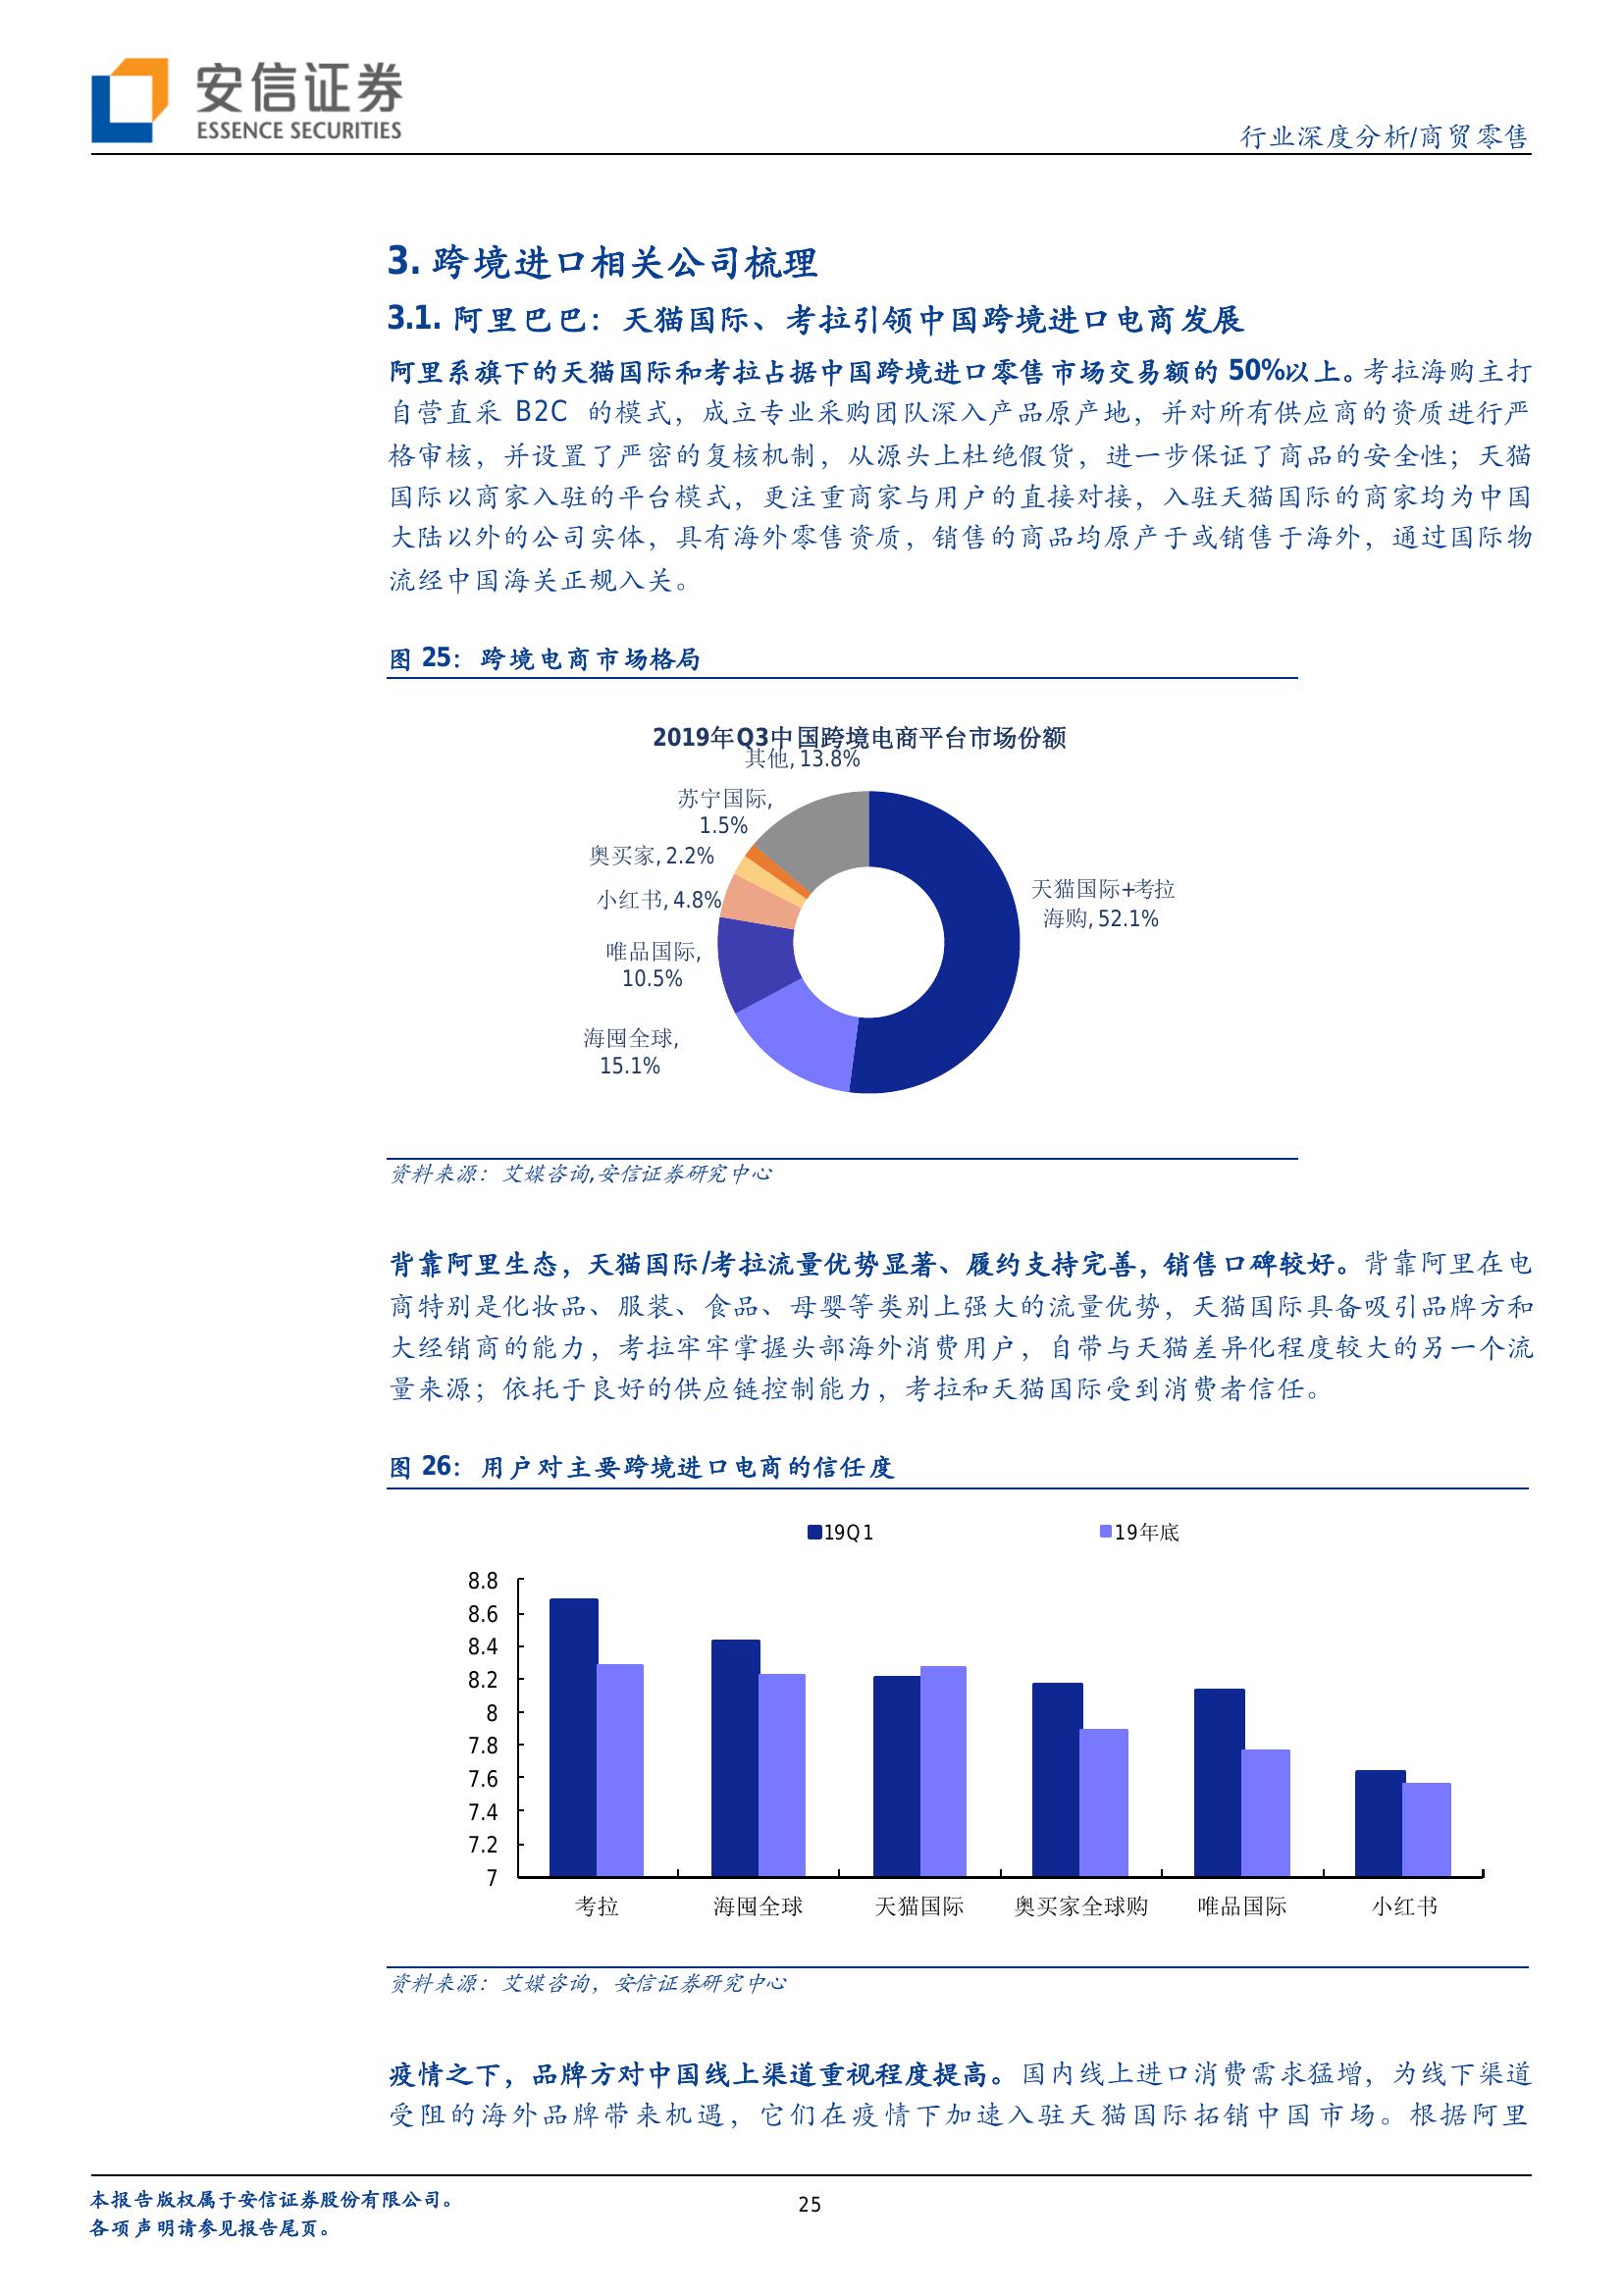 安信证券
ESSENCE SECURITIES
行业深度分析/商贸零售
3. 跨境进口相关公司梳理
3.1. 阿里巴巴：天猫国际、考拉引领中国跨境进口电商发展
阿里系旗下的天猫国际和考拉占据中国跨境进口零售市场交易额的 50%以上。考拉海购主打
自营直采 B2C 的模式，成立专业采购团队深入产品原产地，并对所有供应商的资质进行严
格审核，并设置了严密的复核机制，从源头上杜绝假货，进一步保证了商品的安全性；天猫
国际以商家入驻的平台模式，更注重商家与用户的直接对接，入驻天猫国际的商家均为中国
大陆以外的公司实体，具有海外零售资质，销售的商品均原产于或销售于海外，通过国际物
流经中国海关正规入关。
图 25：跨境电商市场格局
2019年Q3中国跨境电商平台市场份额
其他, 13.8%
苏宁国际,
1.5%
奥买家, 2.2%
小红书, 4.8%
唯品国际,
10.5%
海囤全球,
15.1%
天猫国际+考拉
海购, 52.1%
资料来源：艾媒咨询,安信证券研究中心
背靠阿里生态，天猫国际/考拉流量优势显著、履约支持完善，销售口碑较好。背靠阿里在电
商特别是化妆品、服装、食品、母婴等类别上强大的流量优势，天猫国际具备吸引品牌方和
大经销商的能力，考拉牢牢掌握头部海外消费用户，自带与天猫差异化程度较大的另一个流
量来源；依托于良好的供应链控制能力，考拉和天猫国际受到消费者信任。
图 26：用户对主要跨境进口电商的信任度
19Q1
19年底
8.8
8.6
8.4
8.2
8
7.8
7.6
7.4
7.2
7
考拉
海囤全球
天猫国际
奥买家全球购
唯品国际
小红书
资料来源：艾媒咨询，安信证券研究中心
疫情之下，品牌方对中国线上渠道重视程度提高。国内线上进口消费需求猛增，为线下渠道
受阻的海外品牌带来机遇，它们在疫情下加速入驻天猫国际拓销中国市场。根据阿里
本报告版权属于安信证券股份有限公司。
各项声明请参见报告尾页。
25